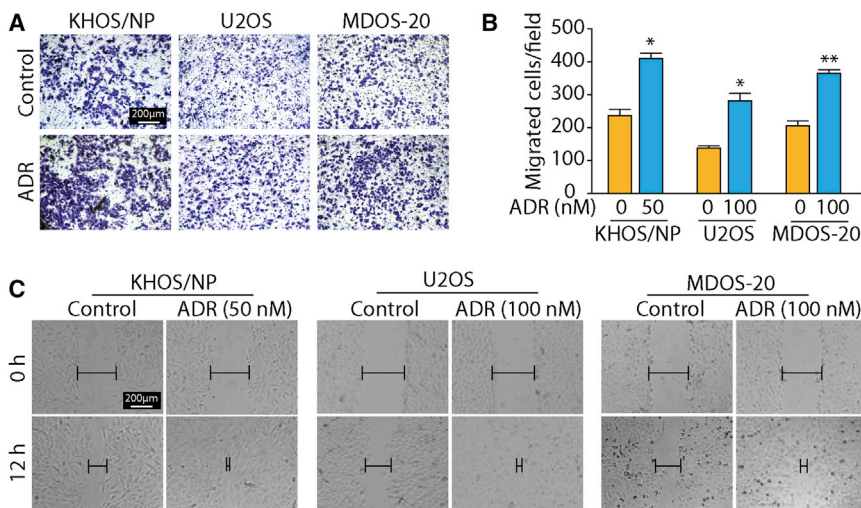 A
KHOS/NP U2OS MDOS-20
Control
200μm
ADR
B
Migrated cells/field
500
400
300
200
100
0
* * **
ADR (nM) 0 50 0 100 0 100
KHOS/NP U2OS MDOS-20
C
KHOS/NP U2OS MDOS-20
Control ADR (50 nM) Control ADR (100 nM) Control ADR (100 nM)
0 h
200μm
12 h